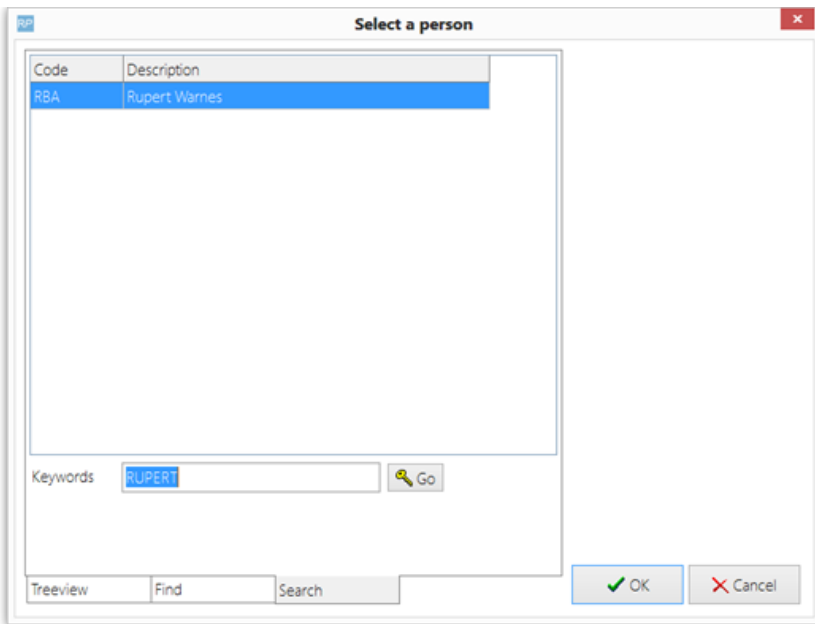 RP Select a person
Code Description
RBA Rupert Warnes
Keywords RUPERT Go
Treeview Find Search
OK Cancel